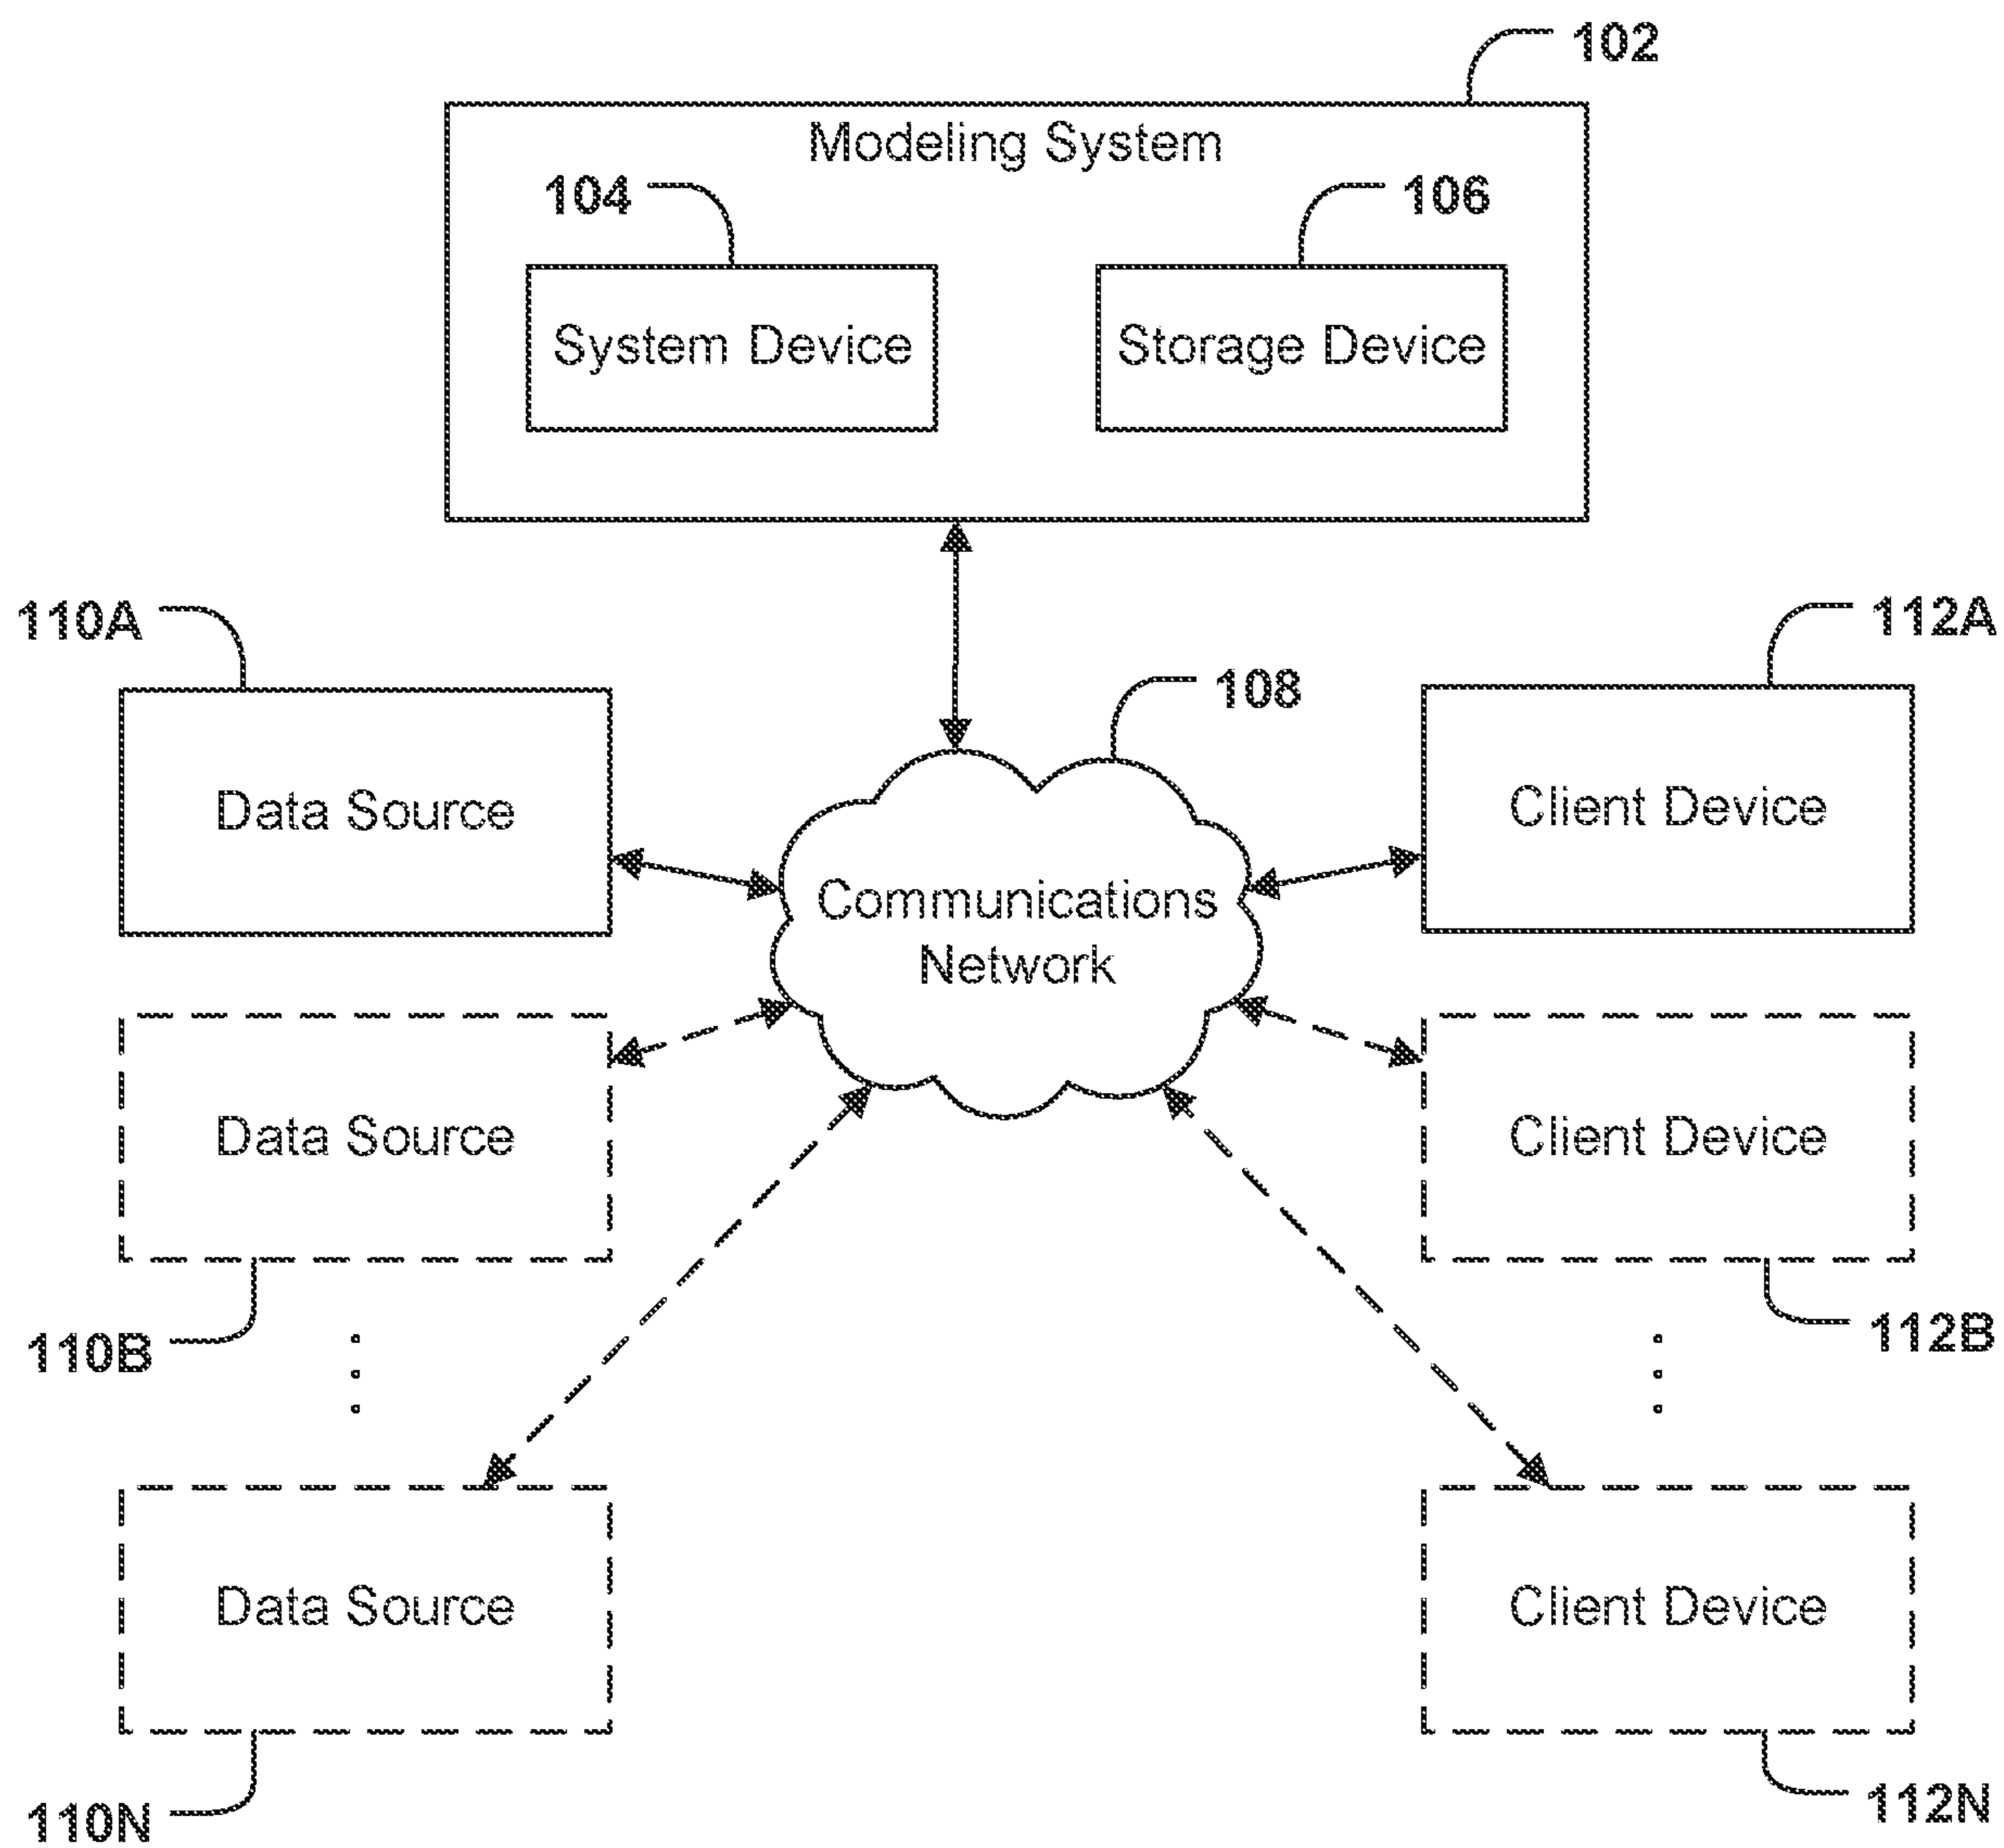 102
Modeling System
104
106
System Device
Storage Device
110A
112A
108
Data Source
Client Device
Communications
Network
Data Source
Client Device
110B
112B
Data Source
Client Device
110N
112N